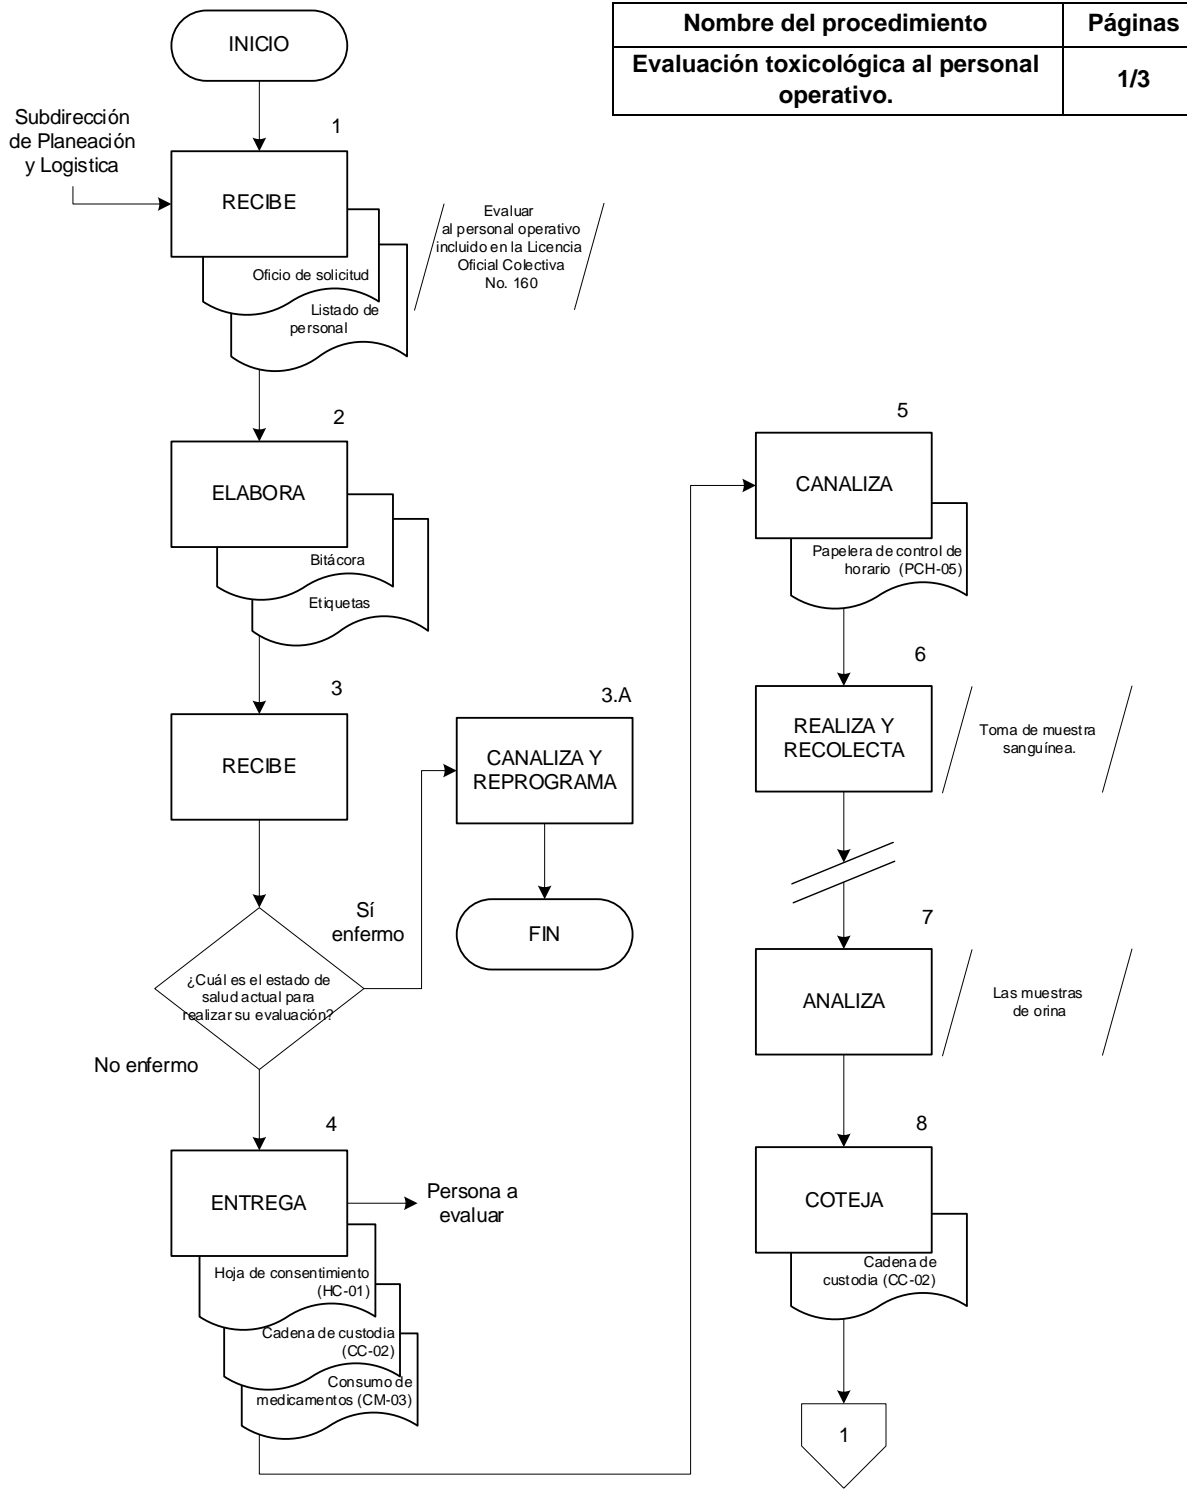 Nombre del procedimiento
Páginas
Evaluación toxicológica al personal
operativo.
1/3
INICIO
Subdirección
de Planeación
y Logistica
1
RECIBE
Oficio de solicitud
Listado de
personal
Evaluar
al personal operativo
incluido en la Licencia
Oficial Colectiva
No. 160
2
ELABORA
Bitácora
Etiquetas
3
RECIBE
3.A
CANALIZA Y
REPROGRAMA
FIN
Sí
enfermo
¿Cuál es el estado de
salud actual para
realizar su evaluación?
No enfermo
4
ENTREGA
Persona a
evaluar
Hoja de consentimiento
(HC-01)
Cadena de custodia
(CC-02)
Consumo de
medicamentos (CM-03)
5
CANALIZA
Papelera de control de
horario (PCH-05)
6
REALIZA Y
RECOLECTA
Toma de muestra
sanguínea.
7
ANALIZA
Las muestras
de orina
8
COTEJA
Cadena de
custodia (CC-02)
1